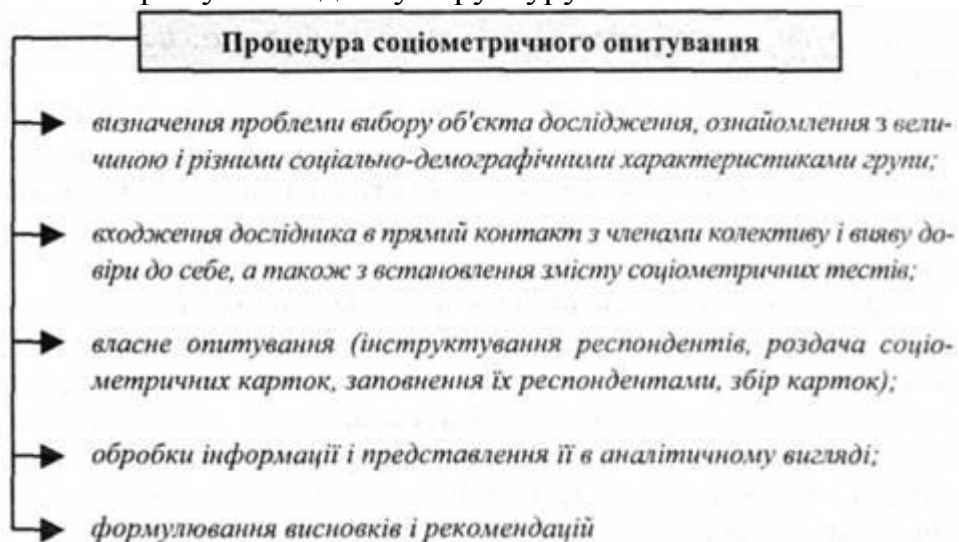 Процедура соціометричного опитування
визначення проблеми вибору об'єкта дослідження, ознайомлення з вели-
чиною і різними соціально-демографічними характеристиками групи;
входження дослідника в прямий контакт з членами колективу і вияву до-
віри до себе, а також з встановлення змісту соціометричних тестів;
власне опитування (інструктування респондентів, роздача соціо-
метричних карток, заповнення їх респондентами, збір карток);
обробки інформації і представлення її в аналітичному вигляді;
формулювання висновків і рекомендацій